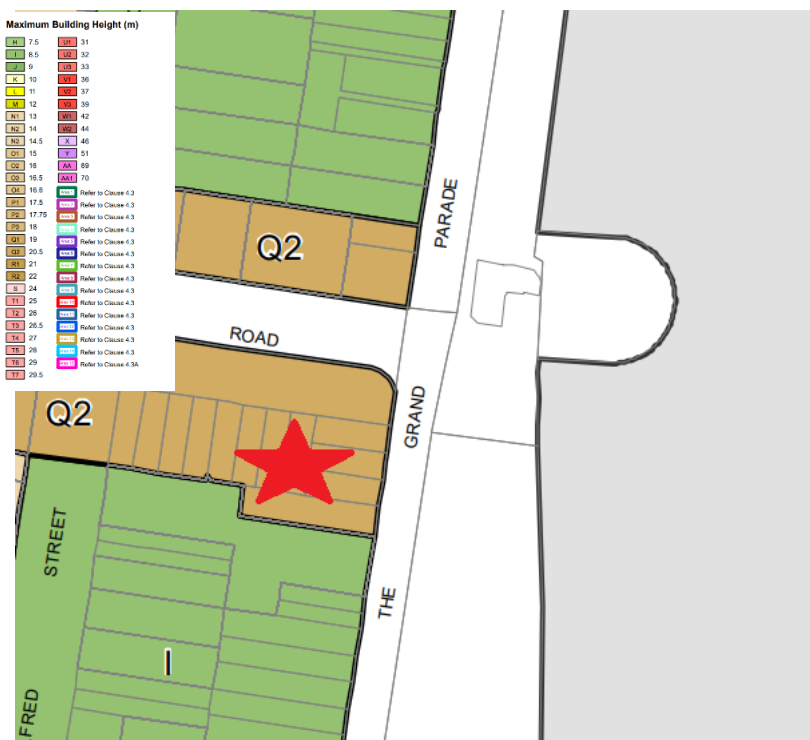 Maximum Building Height (m)
H 7.5 U1 31
I 8.5 U2 32
J 9 U3 33
K 10 V1 36
L 11 V2 37
M 12 V3 39
N1 13 W1 42
N2 14 W2 44
N3 14.5 X 46
O1 15 Y 51
O2 16 AA 69
O3 16.5 AA1 70
O4 16.6 Refer to Clause 4.3
P1 17.5 Refer to Clause 4.3
P2 17.75 Refer to Clause 4.3
P3 18 Refer to Clause 4.3
Q1 19 Refer to Clause 4.3
Q2 20.5 Refer to Clause 4.3
R1 21 Refer to Clause 4.3
R2 22 Refer to Clause 4.3
S 24 Refer to Clause 4.3
T1 25 Refer to Clause 4.3
T2 26 Refer to Clause 4.3
T3 26.5 Refer to Clause 4.3
T4 27 Refer to Clause 4.3
T5 28 Refer to Clause 4.3
T6 29 Refer to Clause 4.3A
T7 29.5
PARADE
Q2
ROAD
GRAND
Q2
STREET
THE
I
FRED